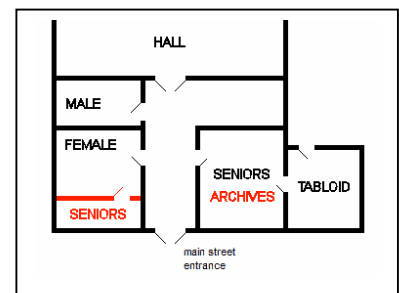 HALL
MALE
FEMALE
SENIORS
SENIORS
ARCHIVES
TABLOID
main street
entrance